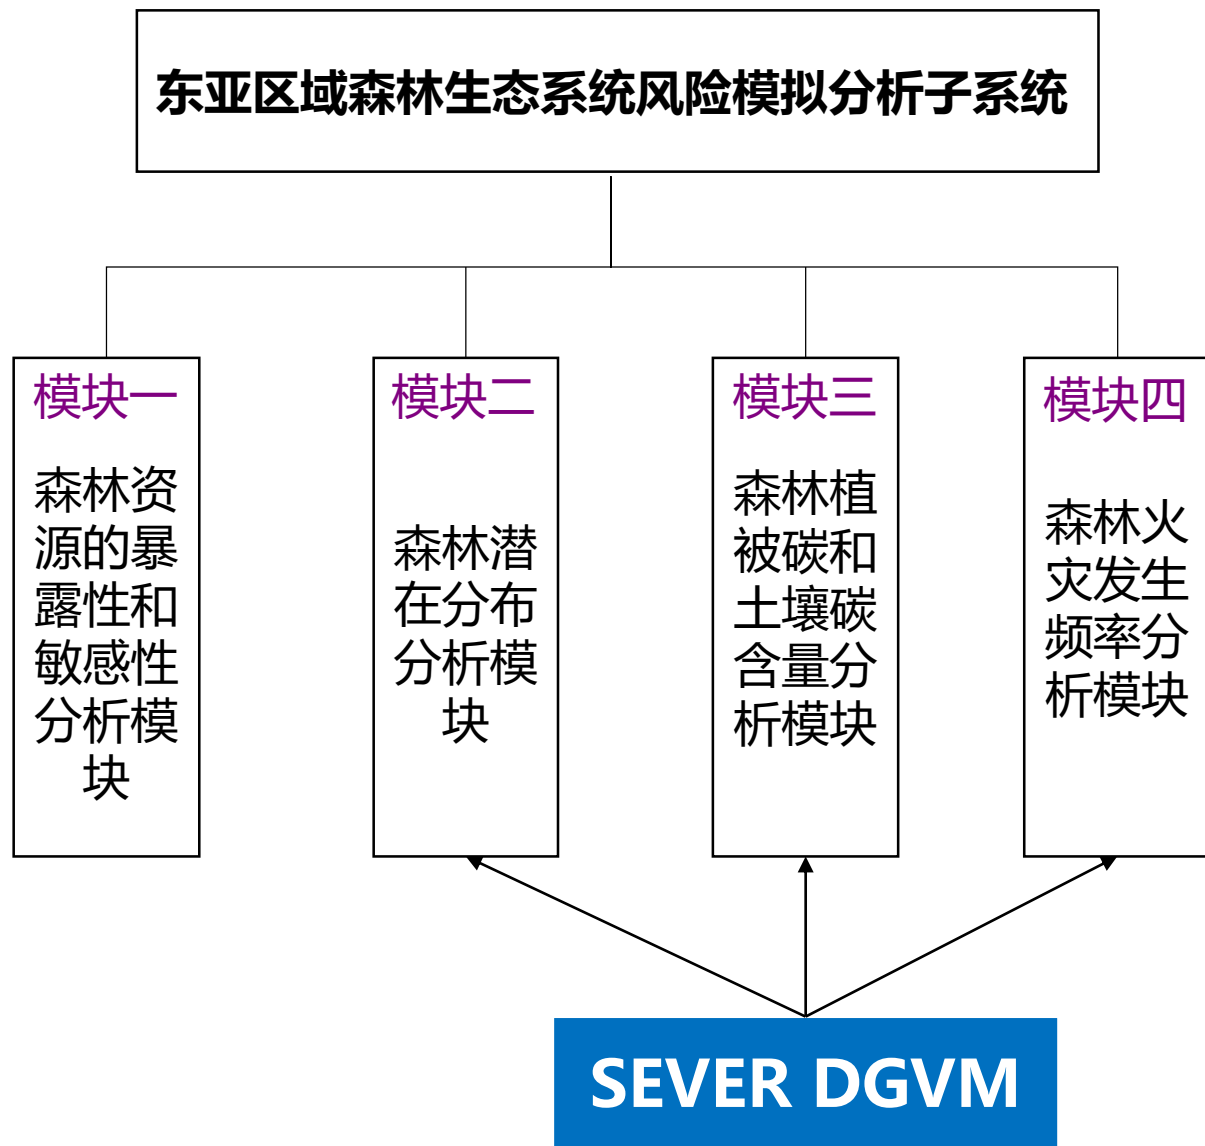 东亚区域森林生态系统风险模拟分析子系统
模块一
森林资
源的暴
露性和
敏感性
分析模
块
模块二
森林潜
在分布
分析模
块
模块三
森林植
被碳和
土壤碳
含量分
析模块
模块四
森林火
灾发生
频率分
析模块
SEVER DGVM